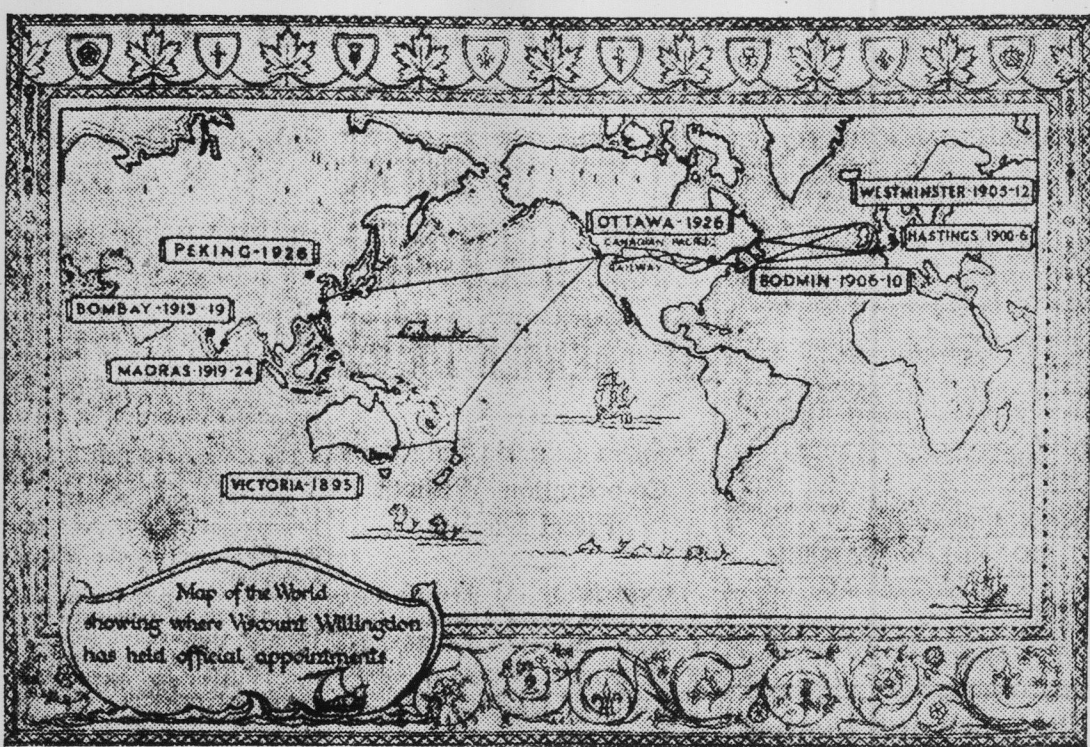 WESTMINSTER·1905-12
OTTAWA·1926
CANADIAN PACIFIC
RAILWAY
HASTINGS 1900-6
PEKING·1926
BODMIN·1906-10
BOMBAY·1913·19
MADRAS·1919·24
VICTORIA·1895
Map of the World
showing where Viscount Willingdon
has held official appointments.